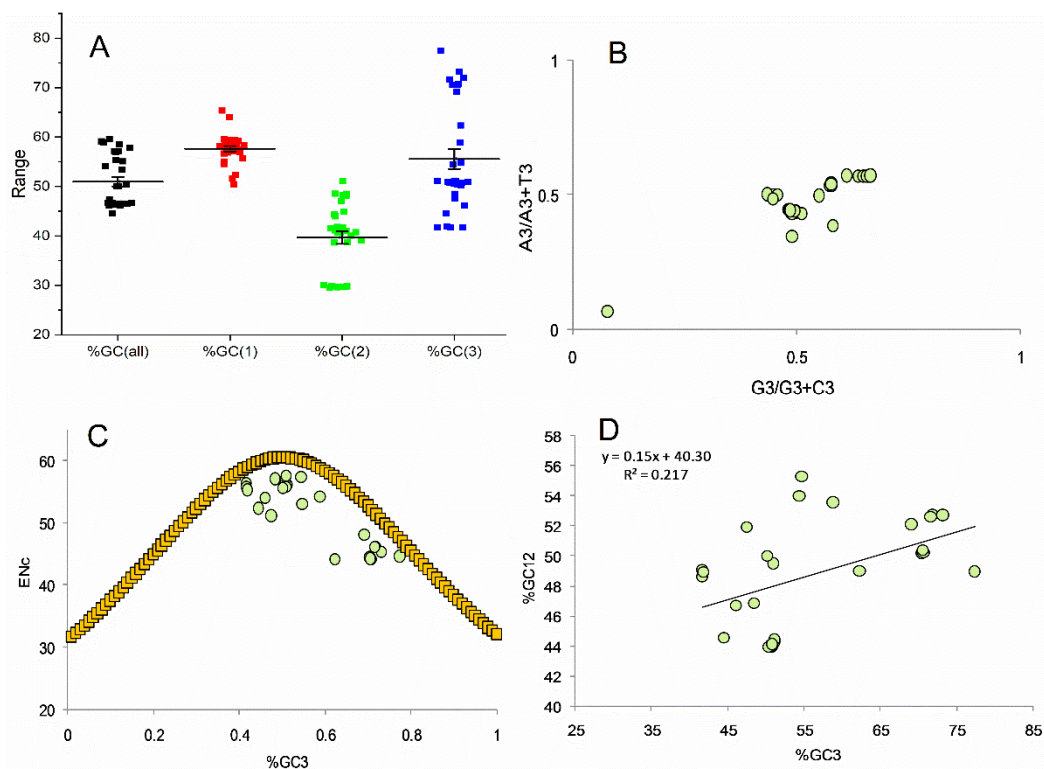 A
80
70
60
50
40
30
20
Range
%GC(all) %GC(1) %GC(2) %GC(3)
B
1
0.5
0
A3/A3+T3
0 0.5 1
G3/G3+C3
C
60
50
40
30
20
ENc
0 0.2 0.4 0.6 0.8 1
%GC3
D
y = 0.15x + 40.30
R² = 0.217
58
56
54
52
50
48
46
44
42
40
%GC12
25 35 45 55 65 75 85
%GC3